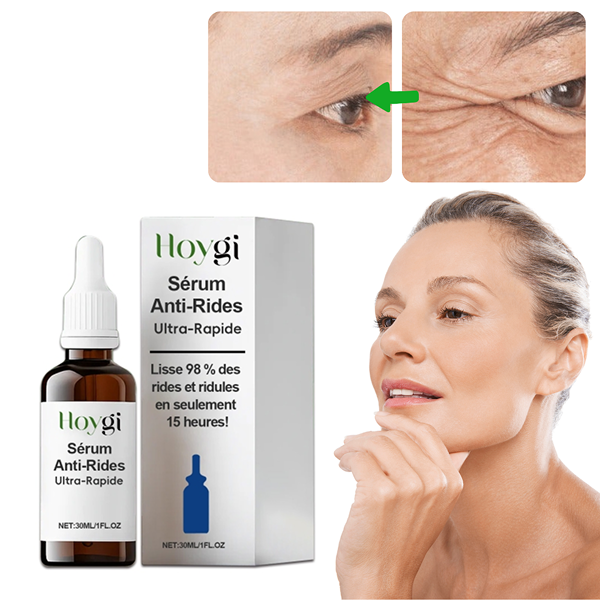 Hoygi
Sérum
Anti-Rides
Ultra-Rapide
Lisse 98 % des
rides et ridules
en seulement
15 heures!
NET:30ML/1FL.OZ
Hoygi
Sérum
Anti-Rides
Ultra-Rapide
NET:30ML/1FL.OZ